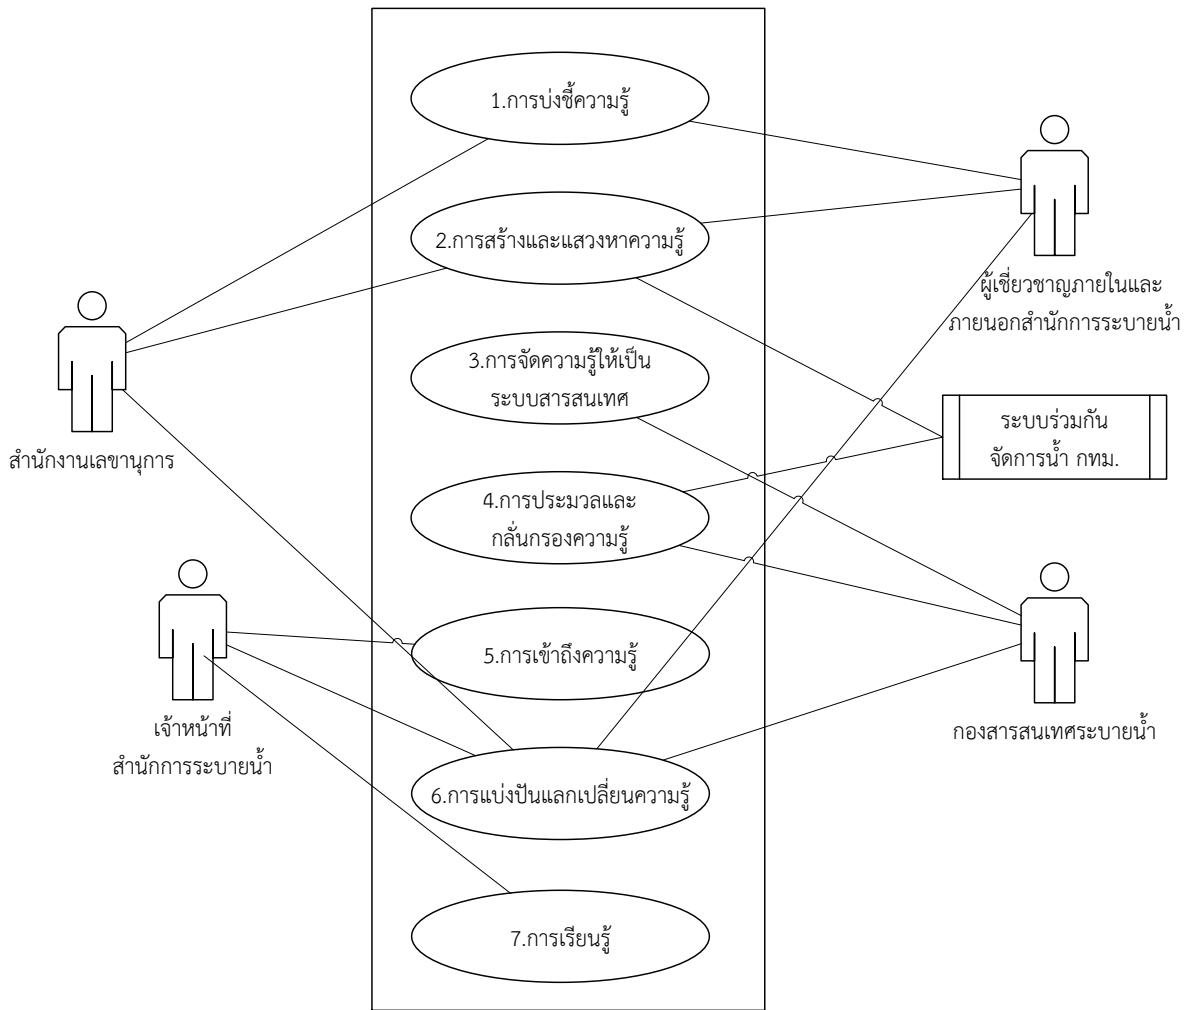 1.การบ่งชี้ความรู้
2.การสร้างและแสวงหาความรู้
ผู้เชี่ยวชาญภายในและ
ภายนอกสำนักการระบายน้ำ
3.การจัดความรู้ให้เป็น
ระบบสารสนเทศ
ระบบร่วมกัน
จัดการน้ำ กทม.
สำนักงานเลขานุการ
4.การประมวลและ
กลั่นกรองความรู้
5.การเข้าถึงความรู้
เจ้าหน้าที่
สำนักการระบายน้ำ
กองสารสนเทศระบายน้ำ
6.การแบ่งปันแลกเปลี่ยนความรู้
7.การเรียนรู้